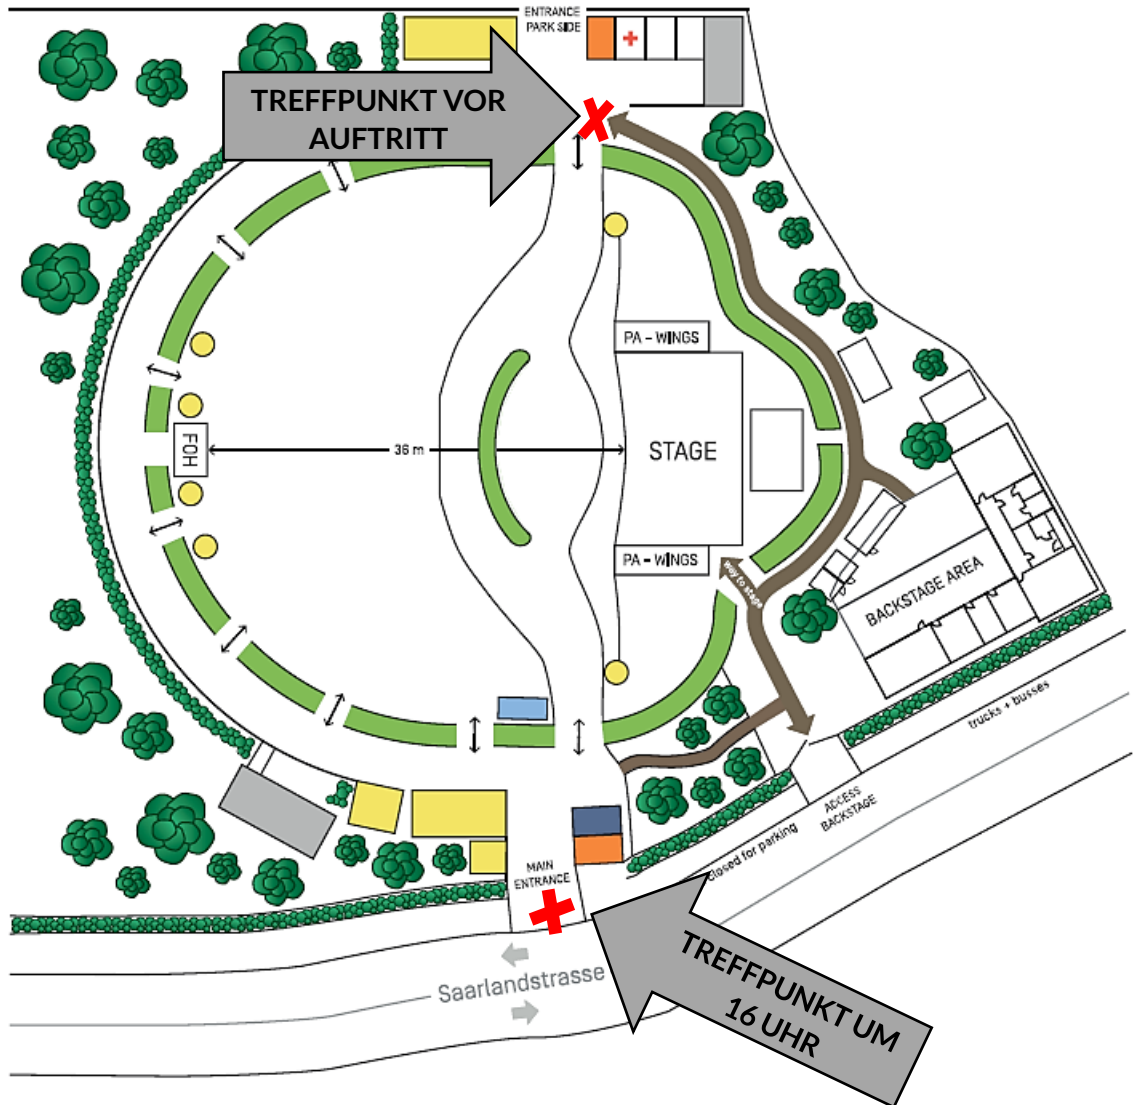 ENTRANCE
PARK SIDE
TREFFPUNKT VOR
AUFTRITT
PA – WINGS
FOH
36 m
STAGE
PA – WINGS
way to stage
BACKSTAGE AREA
trucks + busses
ACCESS
BACKSTAGE
closed for parking
MAIN
ENTRANCE
TREFFPUNKT UM
16 UHR
Saarlandstrasse